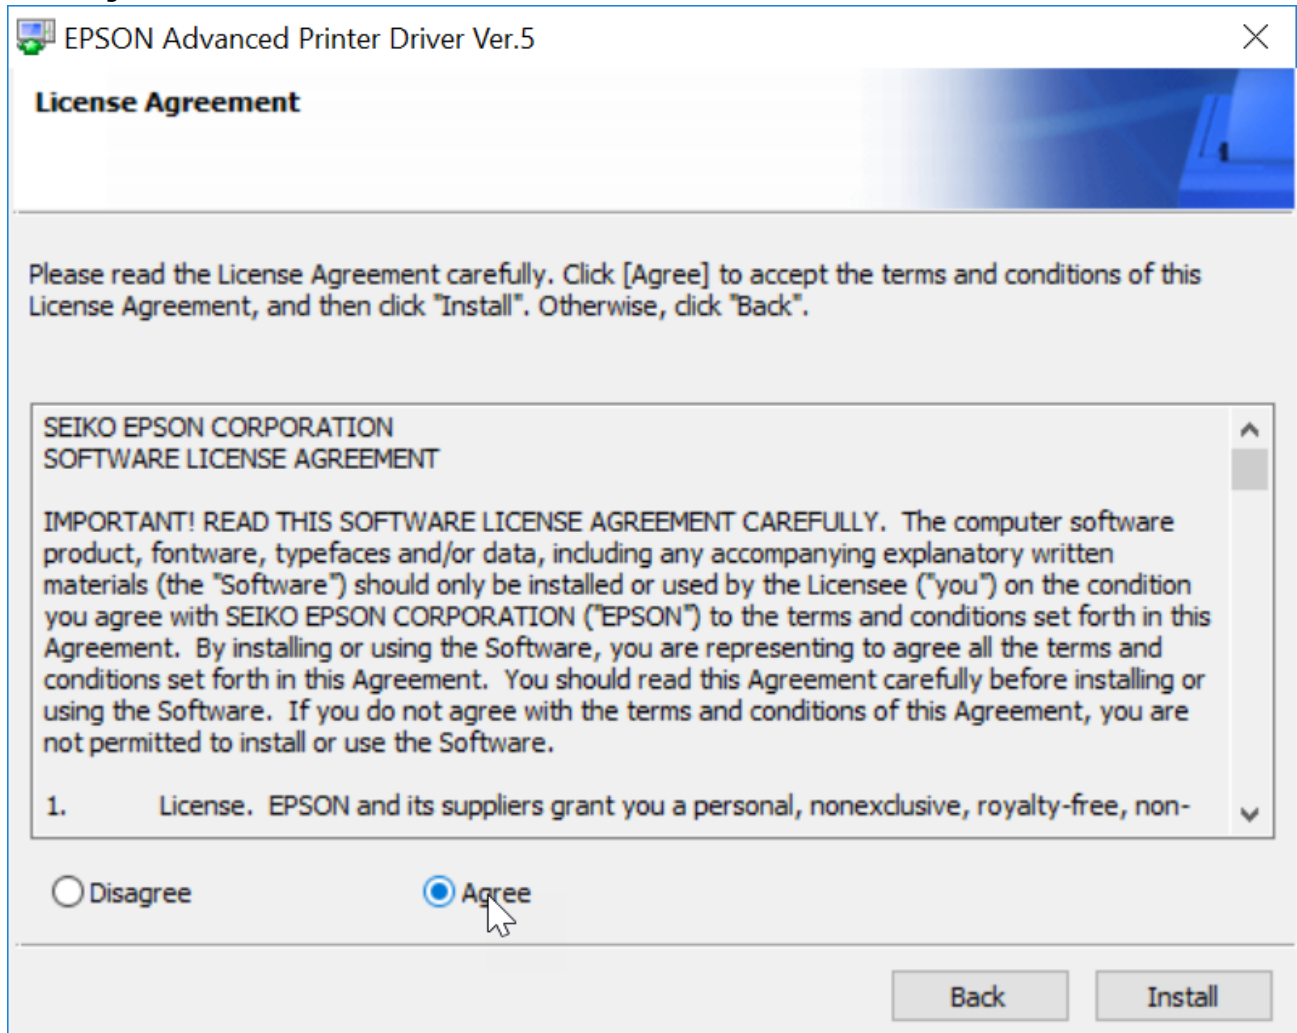 EPSON Advanced Printer Driver Ver.5
License Agreement
Please read the License Agreement carefully. Click [Agree] to accept the terms and conditions of this
License Agreement, and then click "Install". Otherwise, click "Back".
SEIKO EPSON CORPORATION
SOFTWARE LICENSE AGREEMENT
IMPORTANT! READ THIS SOFTWARE LICENSE AGREEMENT CAREFULLY.  The computer software
product, fontware, typefaces and/or data, including any accompanying explanatory written
materials (the "Software") should only be installed or used by the Licensee ("you") on the condition
you agree with SEIKO EPSON CORPORATION ("EPSON") to the terms and conditions set forth in this
Agreement.  By installing or using the Software, you are representing to agree all the terms and
conditions set forth in this Agreement.  You should read this Agreement carefully before installing or
using the Software.  If you do not agree with the terms and conditions of this Agreement, you are
not permitted to install or use the Software.
1. License.  EPSON and its suppliers grant you a personal, nonexclusive, royalty-free, non-
Disagree Agree
Back Install